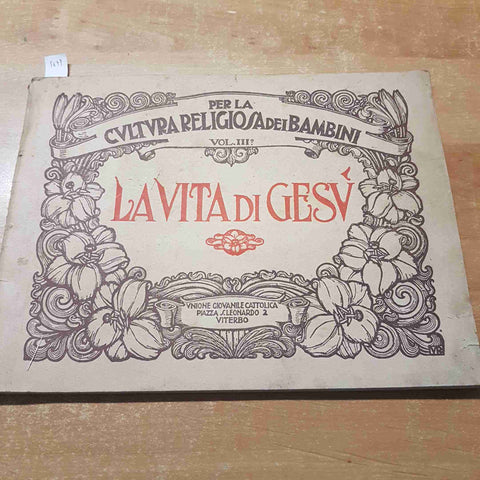 PER LA
CVLTVRA RELIGIOSA DEI BAMBINI
VOL. III?
LA VITA DI GESV̀
VNIONE GIOVANILE CATTOLICA
PIAZZA S. LEONARDO 2
VITERBO